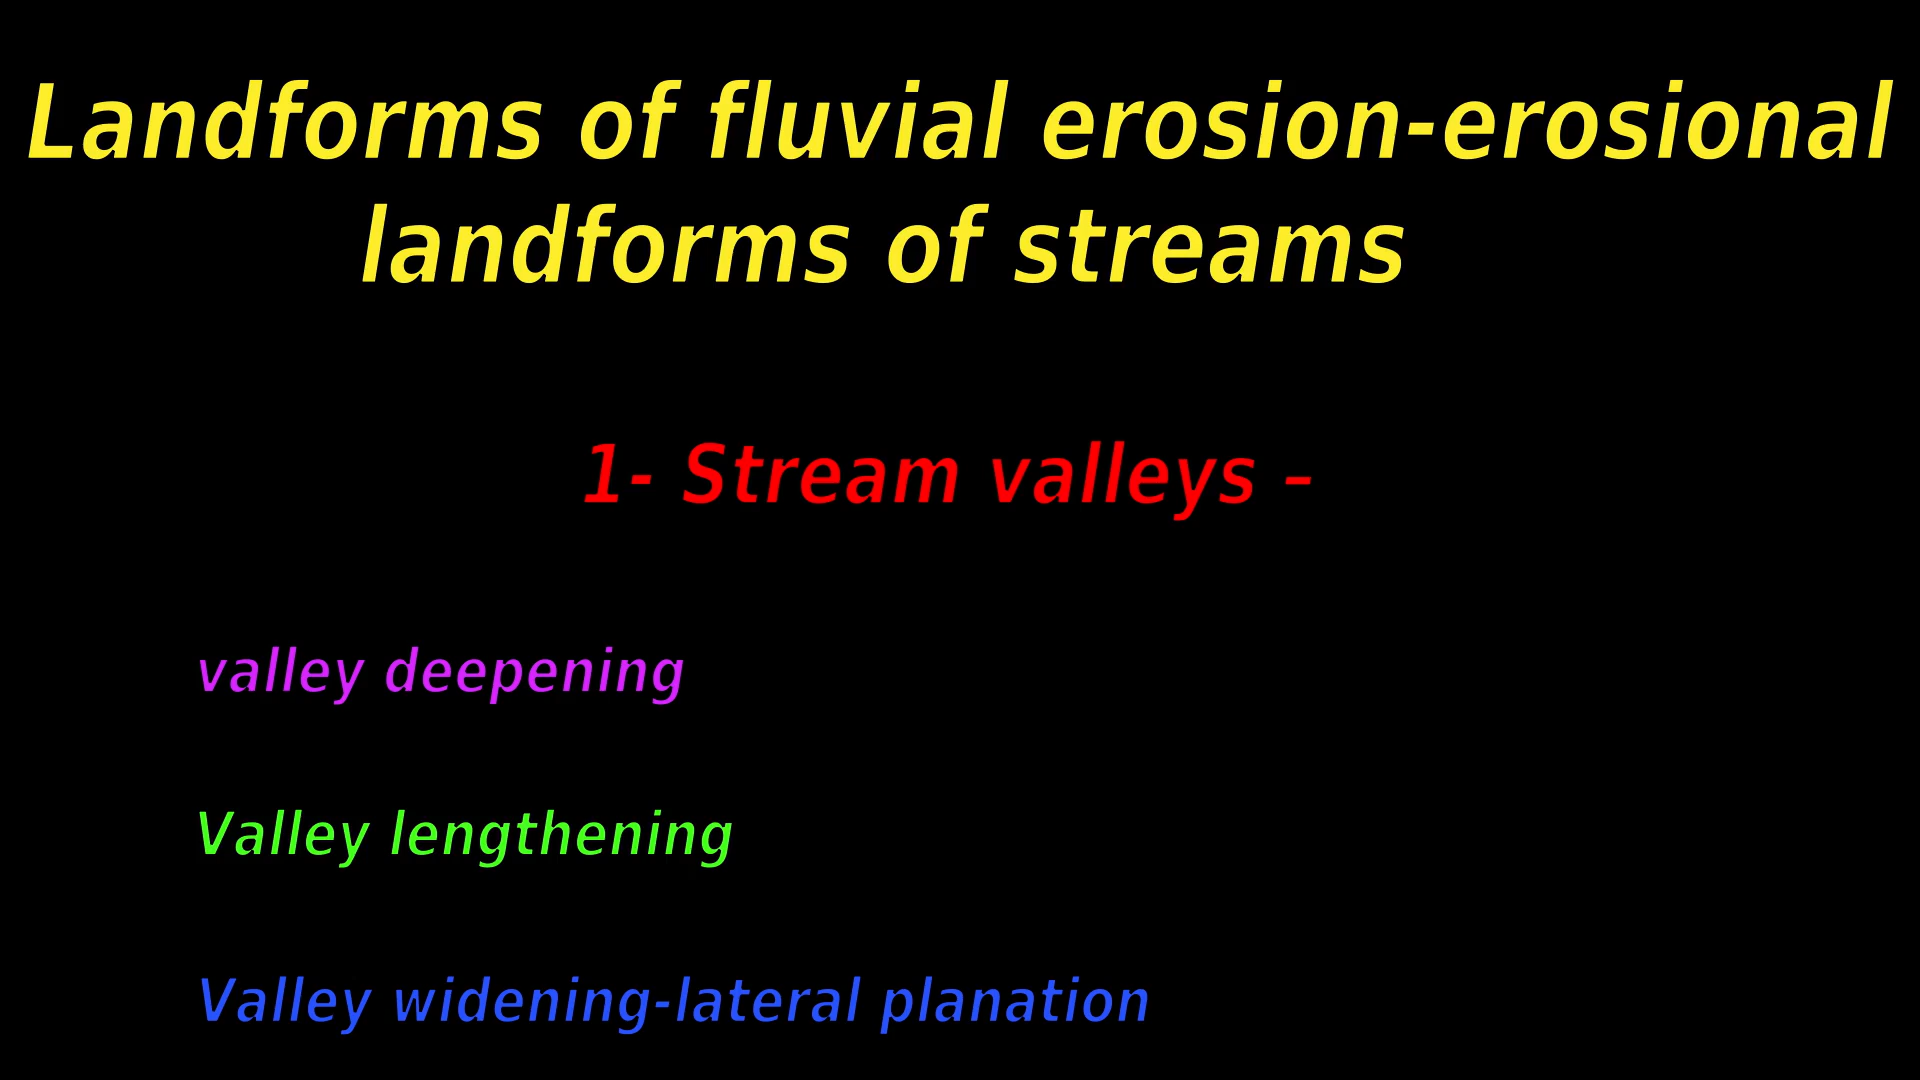 Landforms of fluvial erosion-erosional
landforms of streams
1- Stream valleys –
valley deepening
Valley lengthening
Valley widening-lateral planation